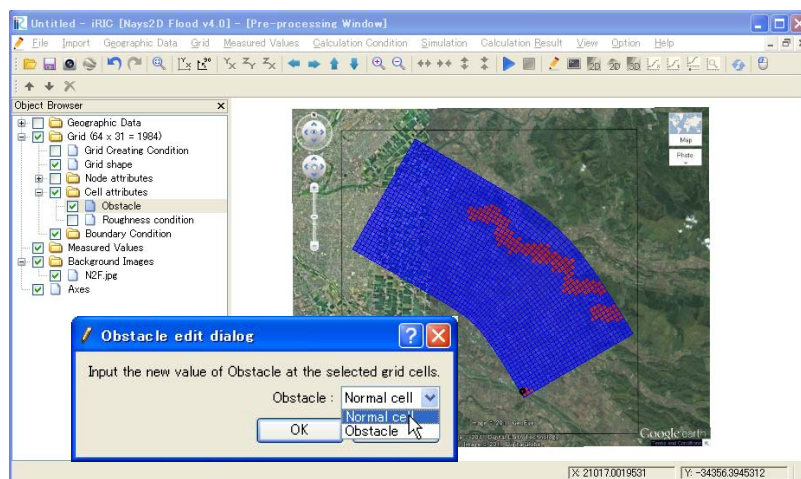 Untitled - iRIC [Nays2D Flood v4.0] - [Pre-processing Window]
File Import Geographic Data Grid Measured Values Calculation Condition Simulation Calculation Result View Option Help
Object Browser
Geographic Data
Grid (64 x 31 = 1984)
Grid Creating Condition
Grid shape
Node attributes
Cell attributes
Obstacle
Roughness condition
Boundary Condition
Measured Values
Background Images
N2F.jpg
Axes
Map
Photo
Obstacle edit dialog
Input the new value of Obstacle at the selected grid cells.
Obstacle : Normal cell
Normal cell
Obstacle
OK
Google earth
X: 21017.0019531 Y: -34356.3945312